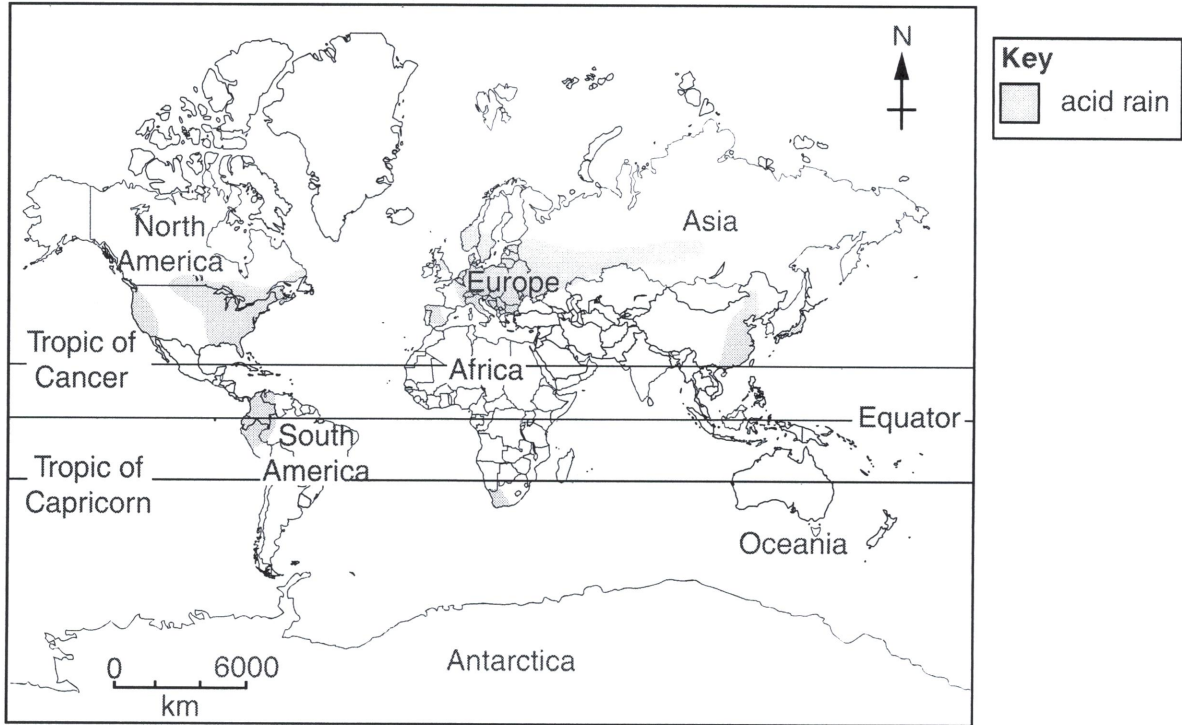 N
Key
acid rain
North
America
Asia
Europe
Tropic of
Cancer
Africa
Equator
South
America
Tropic of
Capricorn
Oceania
Antarctica
0 6000
km